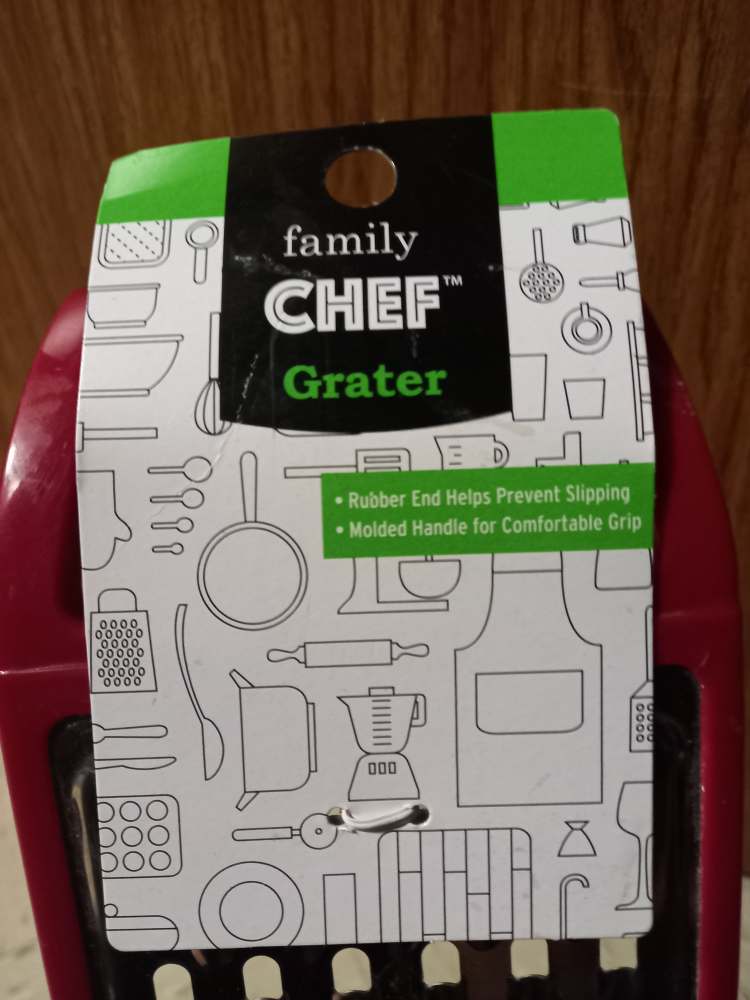 family
CHEF™
Grater
• Rubber End Helps Prevent Slipping
• Molded Handle for Comfortable Grip